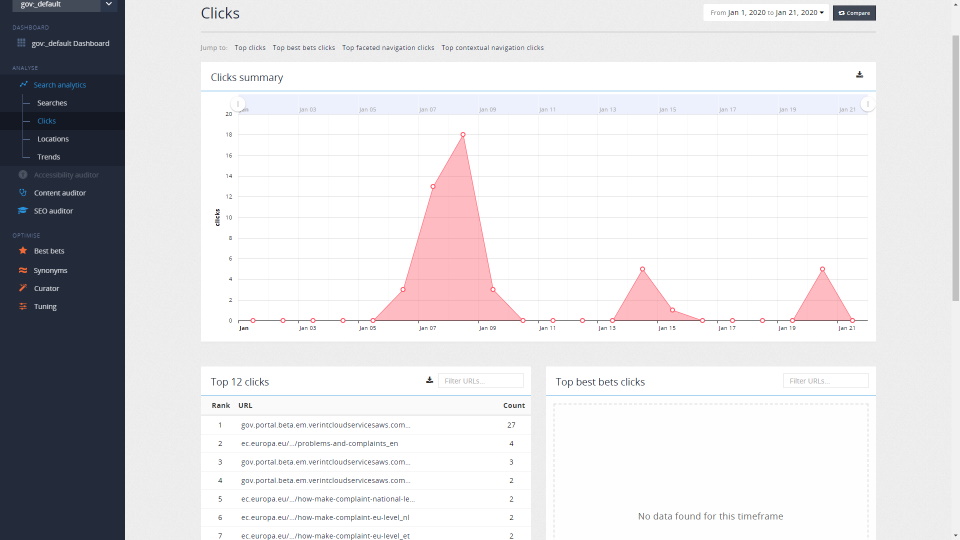 gov:_default
Clicks
From Jan 1, 2020 to Jan 21, 2020
Compare
DASHBOARD
gov:_default Dashboard
ANALYSE
Search analytics
Searches
Clicks
Locations
Trends
Accessibility auditor
Content auditor
SEO auditor
OPTIMISE
Best bets
Synonyms
Curator
Tuning
Jump to: Top clicks Top best bets clicks Top faceted navigation clicks Top contextual navigation clicks
Clicks summary
Jan 03 Jan 05 Jan 07 Jan 09 Jan 11 Jan 13 Jan 15 Jan 17 Jan 19 Jan 21
20
18
16
14
12
10
8
6
4
2
0
clicks
Jan Jan 03 Jan 05 Jan 07 Jan 09 Jan 11 Jan 13 Jan 15 Jan 17 Jan 19 Jan 21
Top 12 clicks Filter URLs...
Rank URL Count
1 gov.portal.beta.em.verintcloudservicesaws.com... 27
2 ec.europa.eu/.../problems-and-complaints_en 4
3 gov.portal.beta.em.verintcloudservicesaws.com... 3
4 gov.portal.beta.em.verintcloudservicesaws.com... 2
5 ec.europa.eu/.../how-make-complaint-national-le... 2
6 ec.europa.eu/.../how-make-complaint-eu-level_nl 2
7 ec.europa.eu/.../how-make-complaint-eu-level_et 2
Top best bets clicks Filter URLs...
No data found for this timeframe